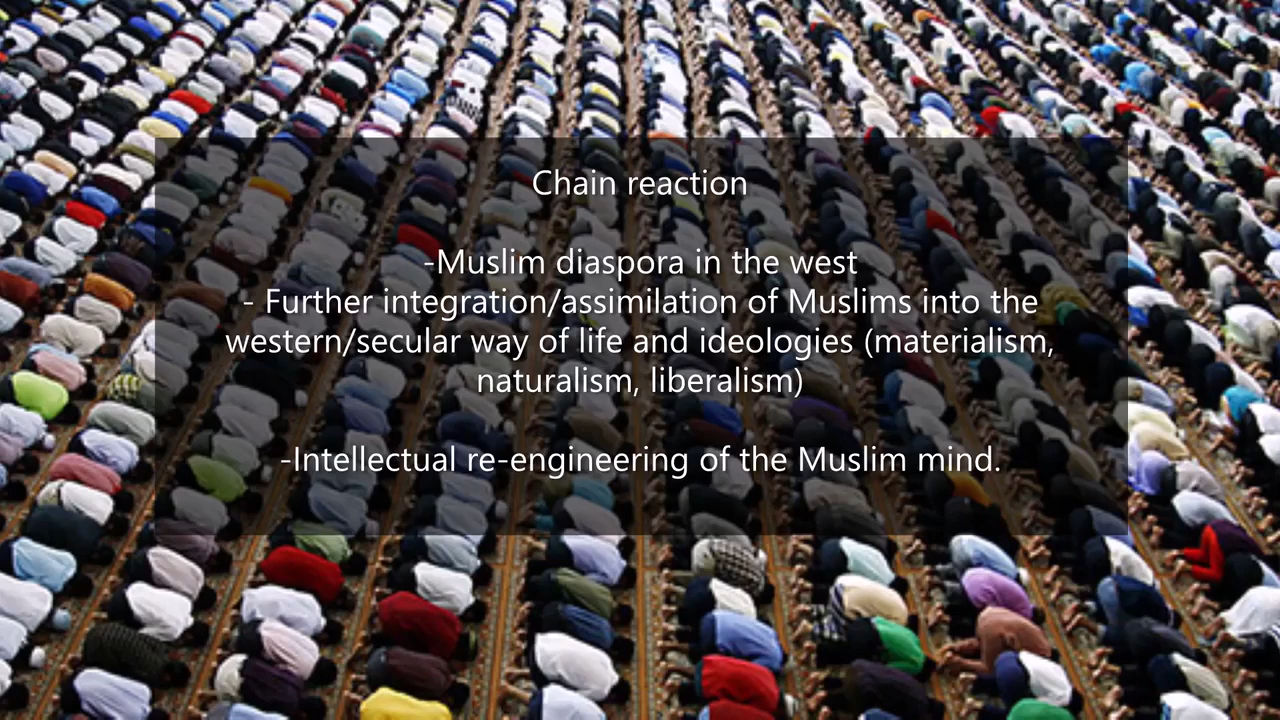 Chain reaction
-Muslim diaspora in the west
- Further integration/assimilation of Muslims into the
western/secular way of life and ideologies (materialism,
naturalism, liberalism)
-Intellectual re-engineering of the Muslim mind.